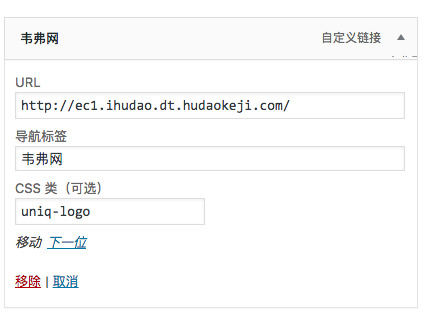 韦弗网 自定义链接
URL
http://ec1.ihudao.dt.hudaokeji.com/
导航标签
韦弗网
CSS 类（可选）
uniq-logo
移动 下一位
移除 | 取消